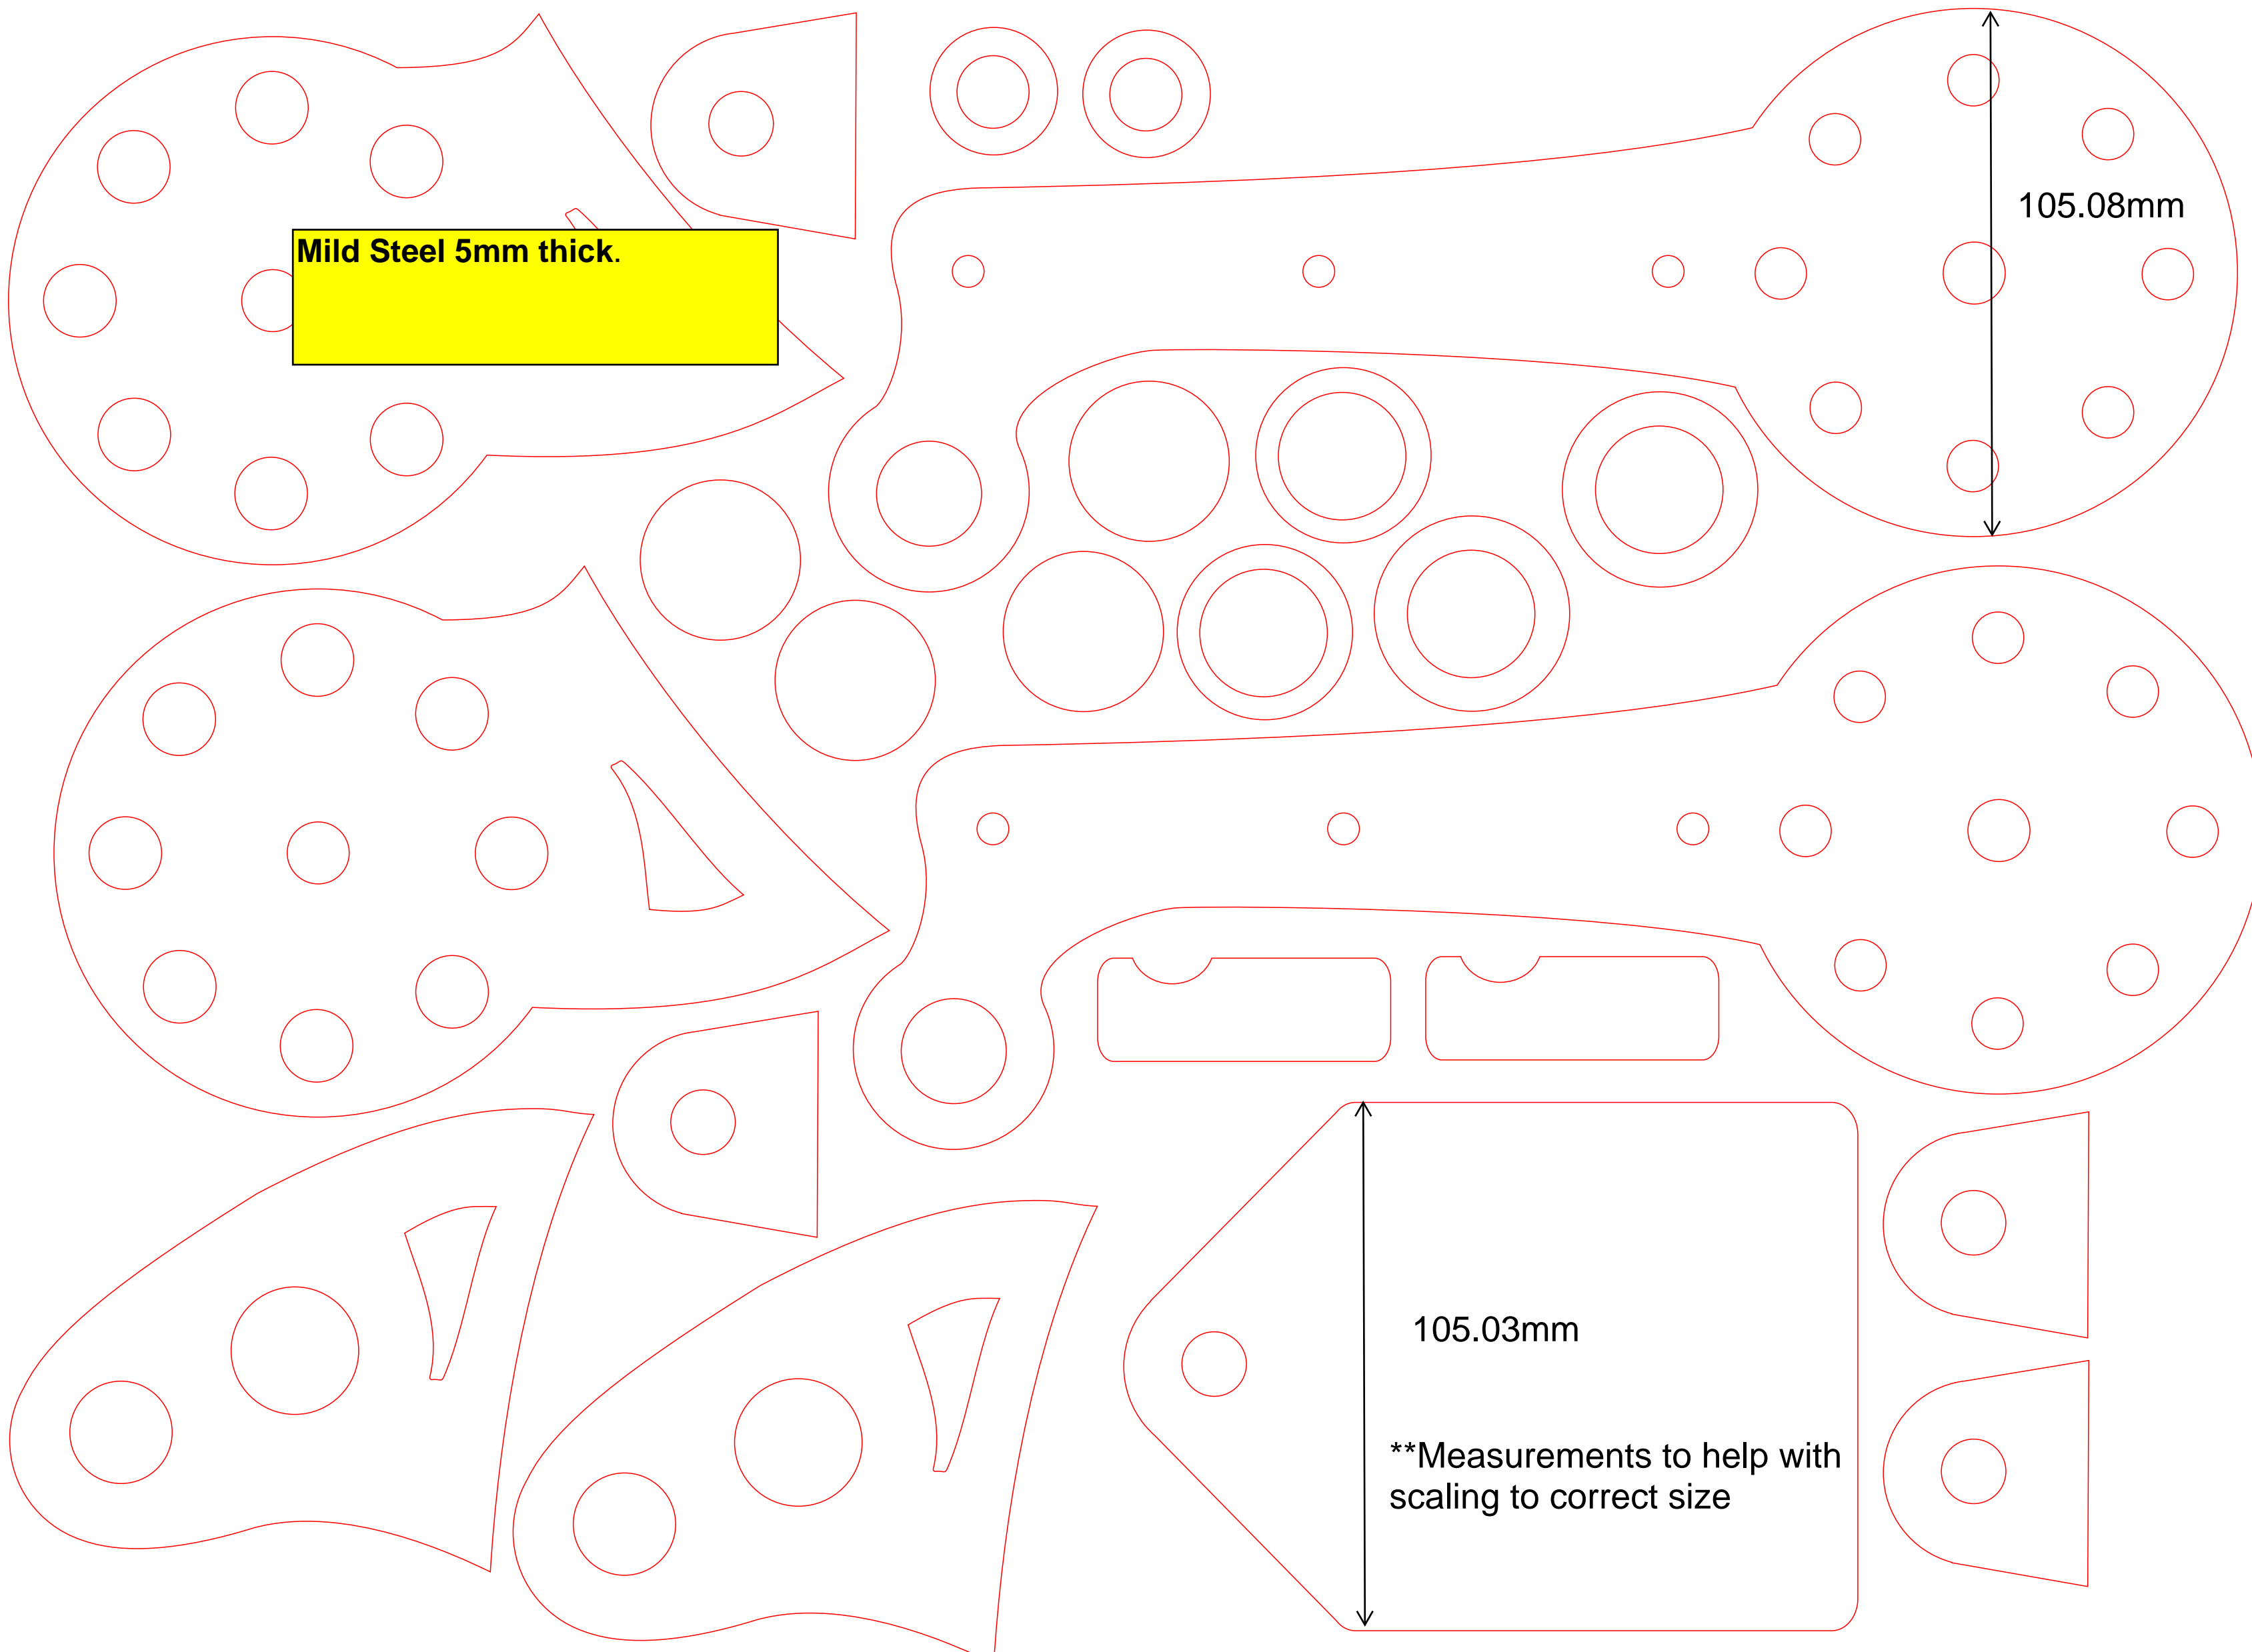 105.08mm
Mild Steel 5mm thick.
105.03mm
**Measurements to help with
scaling to correct size